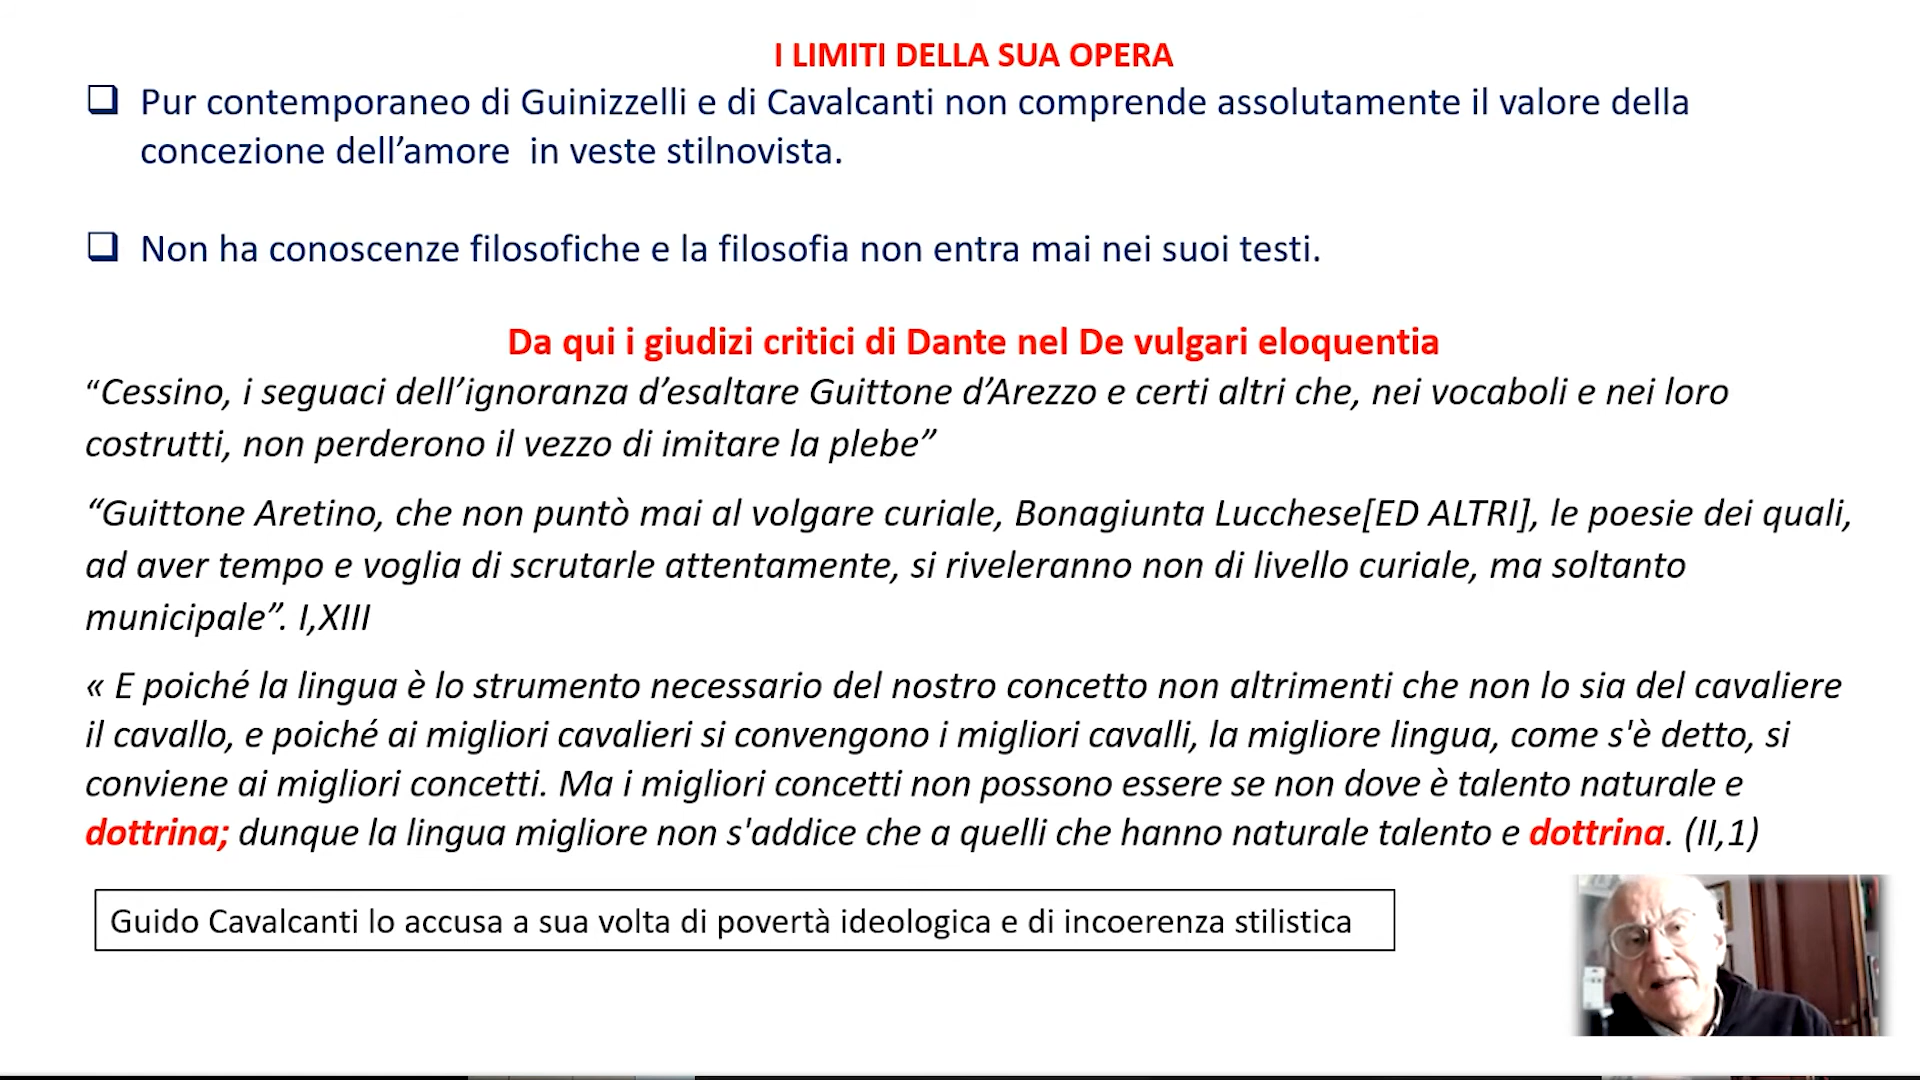 I LIMITI DELLA SUA OPERA
❑ Pur contemporaneo di Guinizzelli e di Cavalcanti non comprende assolutamente il valore della
concezione dell’amore  in veste stilnovista.
❑ Non ha conoscenze filosofiche e la filosofia non entra mai nei suoi testi.
Da qui i giudizi critici di Dante nel De vulgari eloquentia
“Cessino, i seguaci dell’ignoranza d’esaltare Guittone d’Arezzo e certi altri che, nei vocaboli e nei loro
costrutti, non perderono il vezzo di imitare la plebe”
“Guittone Aretino, che non puntò mai al volgare curiale, Bonagiunta Lucchese[ED ALTRI], le poesie dei quali,
ad aver tempo e voglia di scrutarle attentamente, si riveleranno non di livello curiale, ma soltanto
municipale”. I,XIII
« E poiché la lingua è lo strumento necessario del nostro concetto non altrimenti che non lo sia del cavaliere
il cavallo, e poiché ai migliori cavalieri si convengono i migliori cavalli, la migliore lingua, come s'è detto, si
conviene ai migliori concetti. Ma i migliori concetti non possono essere se non dove è talento naturale e
dottrina; dunque la lingua migliore non s'addice che a quelli che hanno naturale talento e dottrina. (II,1)
Guido Cavalcanti lo accusa a sua volta di povertà ideologica e di incoerenza stilistica